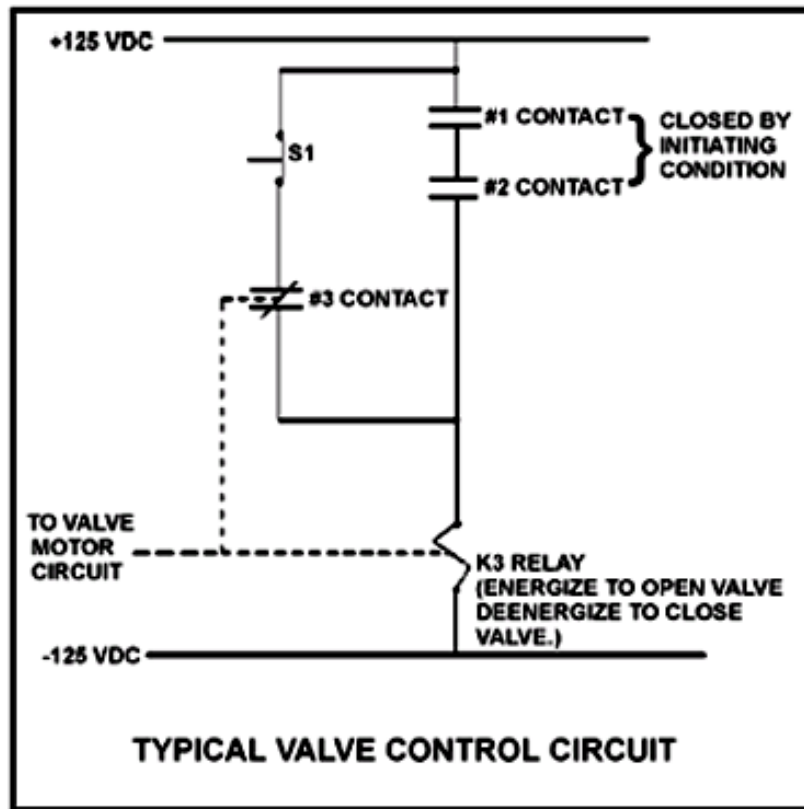 +125 VDC
#1 CONTACT
CLOSED BY
INITIATING
CONDITION
S1
#2 CONTACT
#3 CONTACT
TO VALVE
MOTOR
CIRCUIT
K3 RELAY
(ENERGIZE TO OPEN VALVE
DEENERGIZE TO CLOSE
VALVE.)
-125 VDC
TYPICAL VALVE CONTROL CIRCUIT